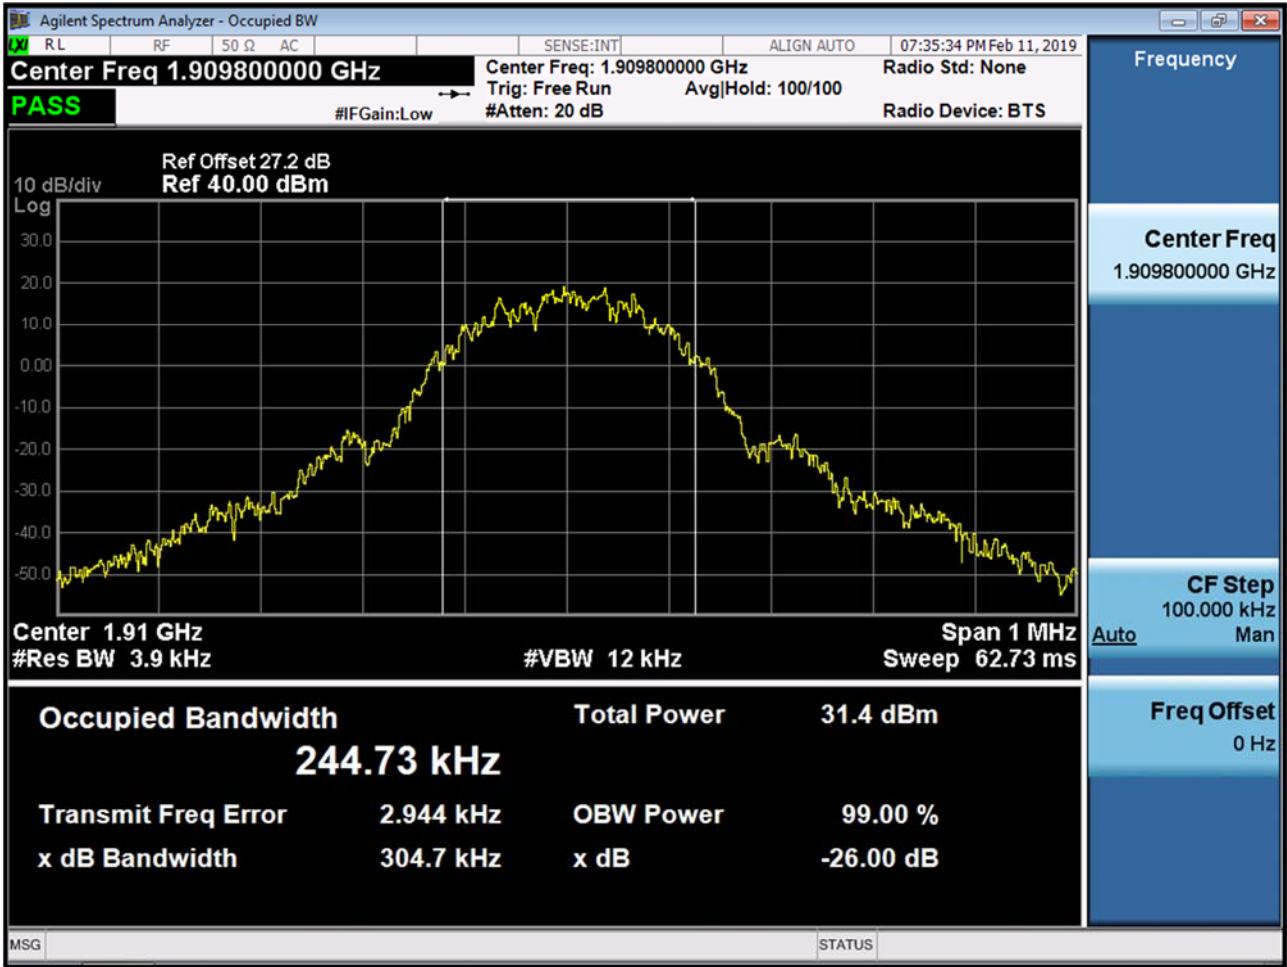 Agilent Spectrum Analyzer - Occupied BW
LXI RL RF 50 Ω AC SENSE:INT ALIGN AUTO 07:35:34 PM Feb 11, 2019
Center Freq 1.909800000 GHz
Center Freq: 1.909800000 GHz Radio Std: None
Trig: Free Run Avg|Hold: 100/100
PASS
#IFGain:Low #Atten: 20 dB Radio Device: BTS
Ref Offset 27.2 dB
10 dB/div Ref 40.00 dBm
Log
30.0
20.0
10.0
0.00
-10.0
-20.0
-30.0
-40.0
-50.0
Center 1.91 GHz Span 1 MHz
#Res BW 3.9 kHz #VBW 12 kHz Sweep 62.73 ms
Occupied Bandwidth Total Power 31.4 dBm
244.73 kHz
Transmit Freq Error 2.944 kHz OBW Power 99.00 %
x dB Bandwidth 304.7 kHz x dB -26.00 dB
MSG STATUS
Frequency
Center Freq
1.909800000 GHz
CF Step
100.000 kHz
Auto Man
Freq Offset
0 Hz